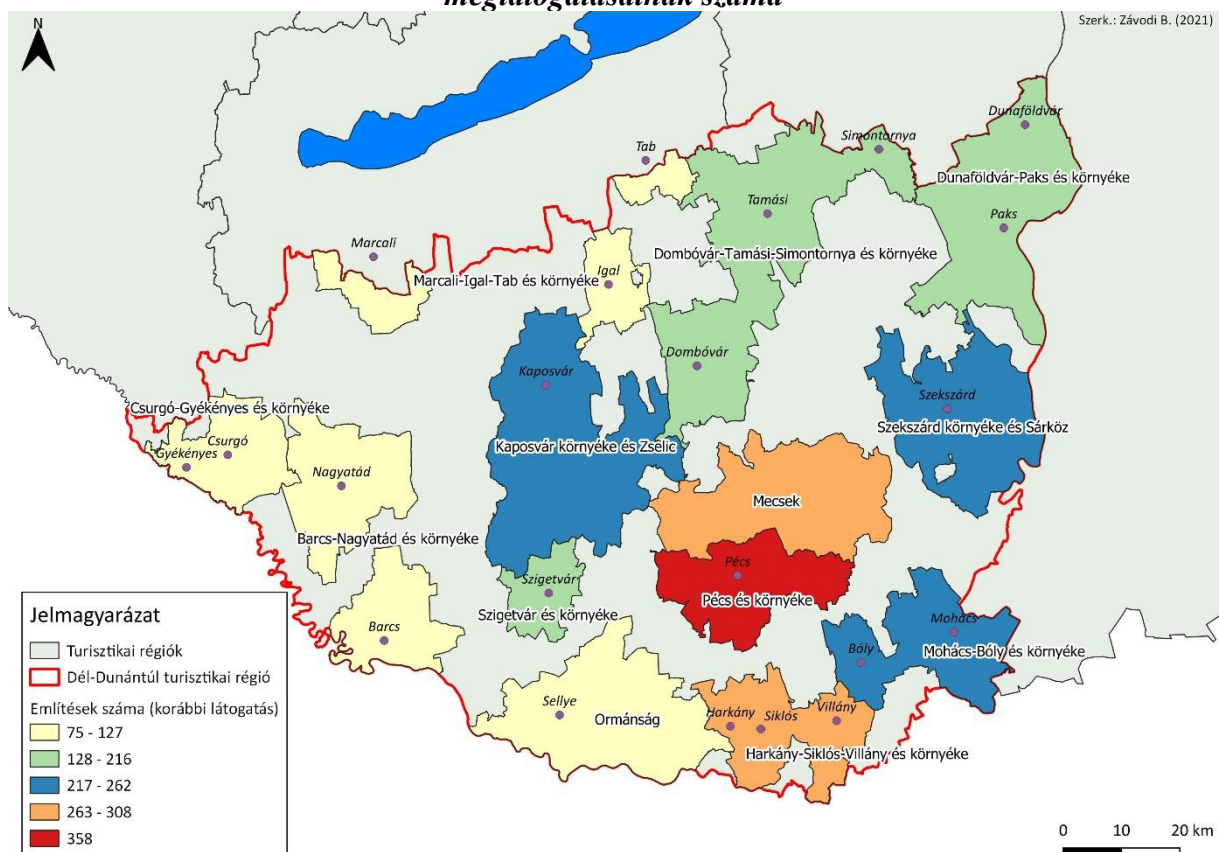 meglátogatásainak száma
Szerk.: Závodi B. (2021)
N
Dunaföldvár
Simontornya
Tab
Dunaföldvár-Paks és környéke
Tamási
Paks
Marcali
Dombóvár-Tamási-Simontornya és környéke
Marcali-Igal-Tab és környéke
Igal
Dombóvár
Kaposvár
Szekszárd
Csurgó-Gyékényes és környéke
Szekszárd környéke és Sárköz
Csurgó
Kaposvár környéke és Zselic
Gyékényes
Nagyatád
Mecsek
Barcs-Nagyatád és környéke
Pécs
Szigetvár
Pécs és környéke
Szigetvár és környéke
Mohács
Barcs
Mohács-Bóly és környéke
Bóly
Sellye
Ormánság
Harkány
Siklós
Villány
Harkány-Siklós-Villány és környéke
Jelmagyarázat
Turisztikai régiók
Dél-Dunántúl turisztikai régió
Említések száma (korábbi látogatás)
75 - 127
128 - 216
217 - 262
263 - 308
358
0 10 20 km